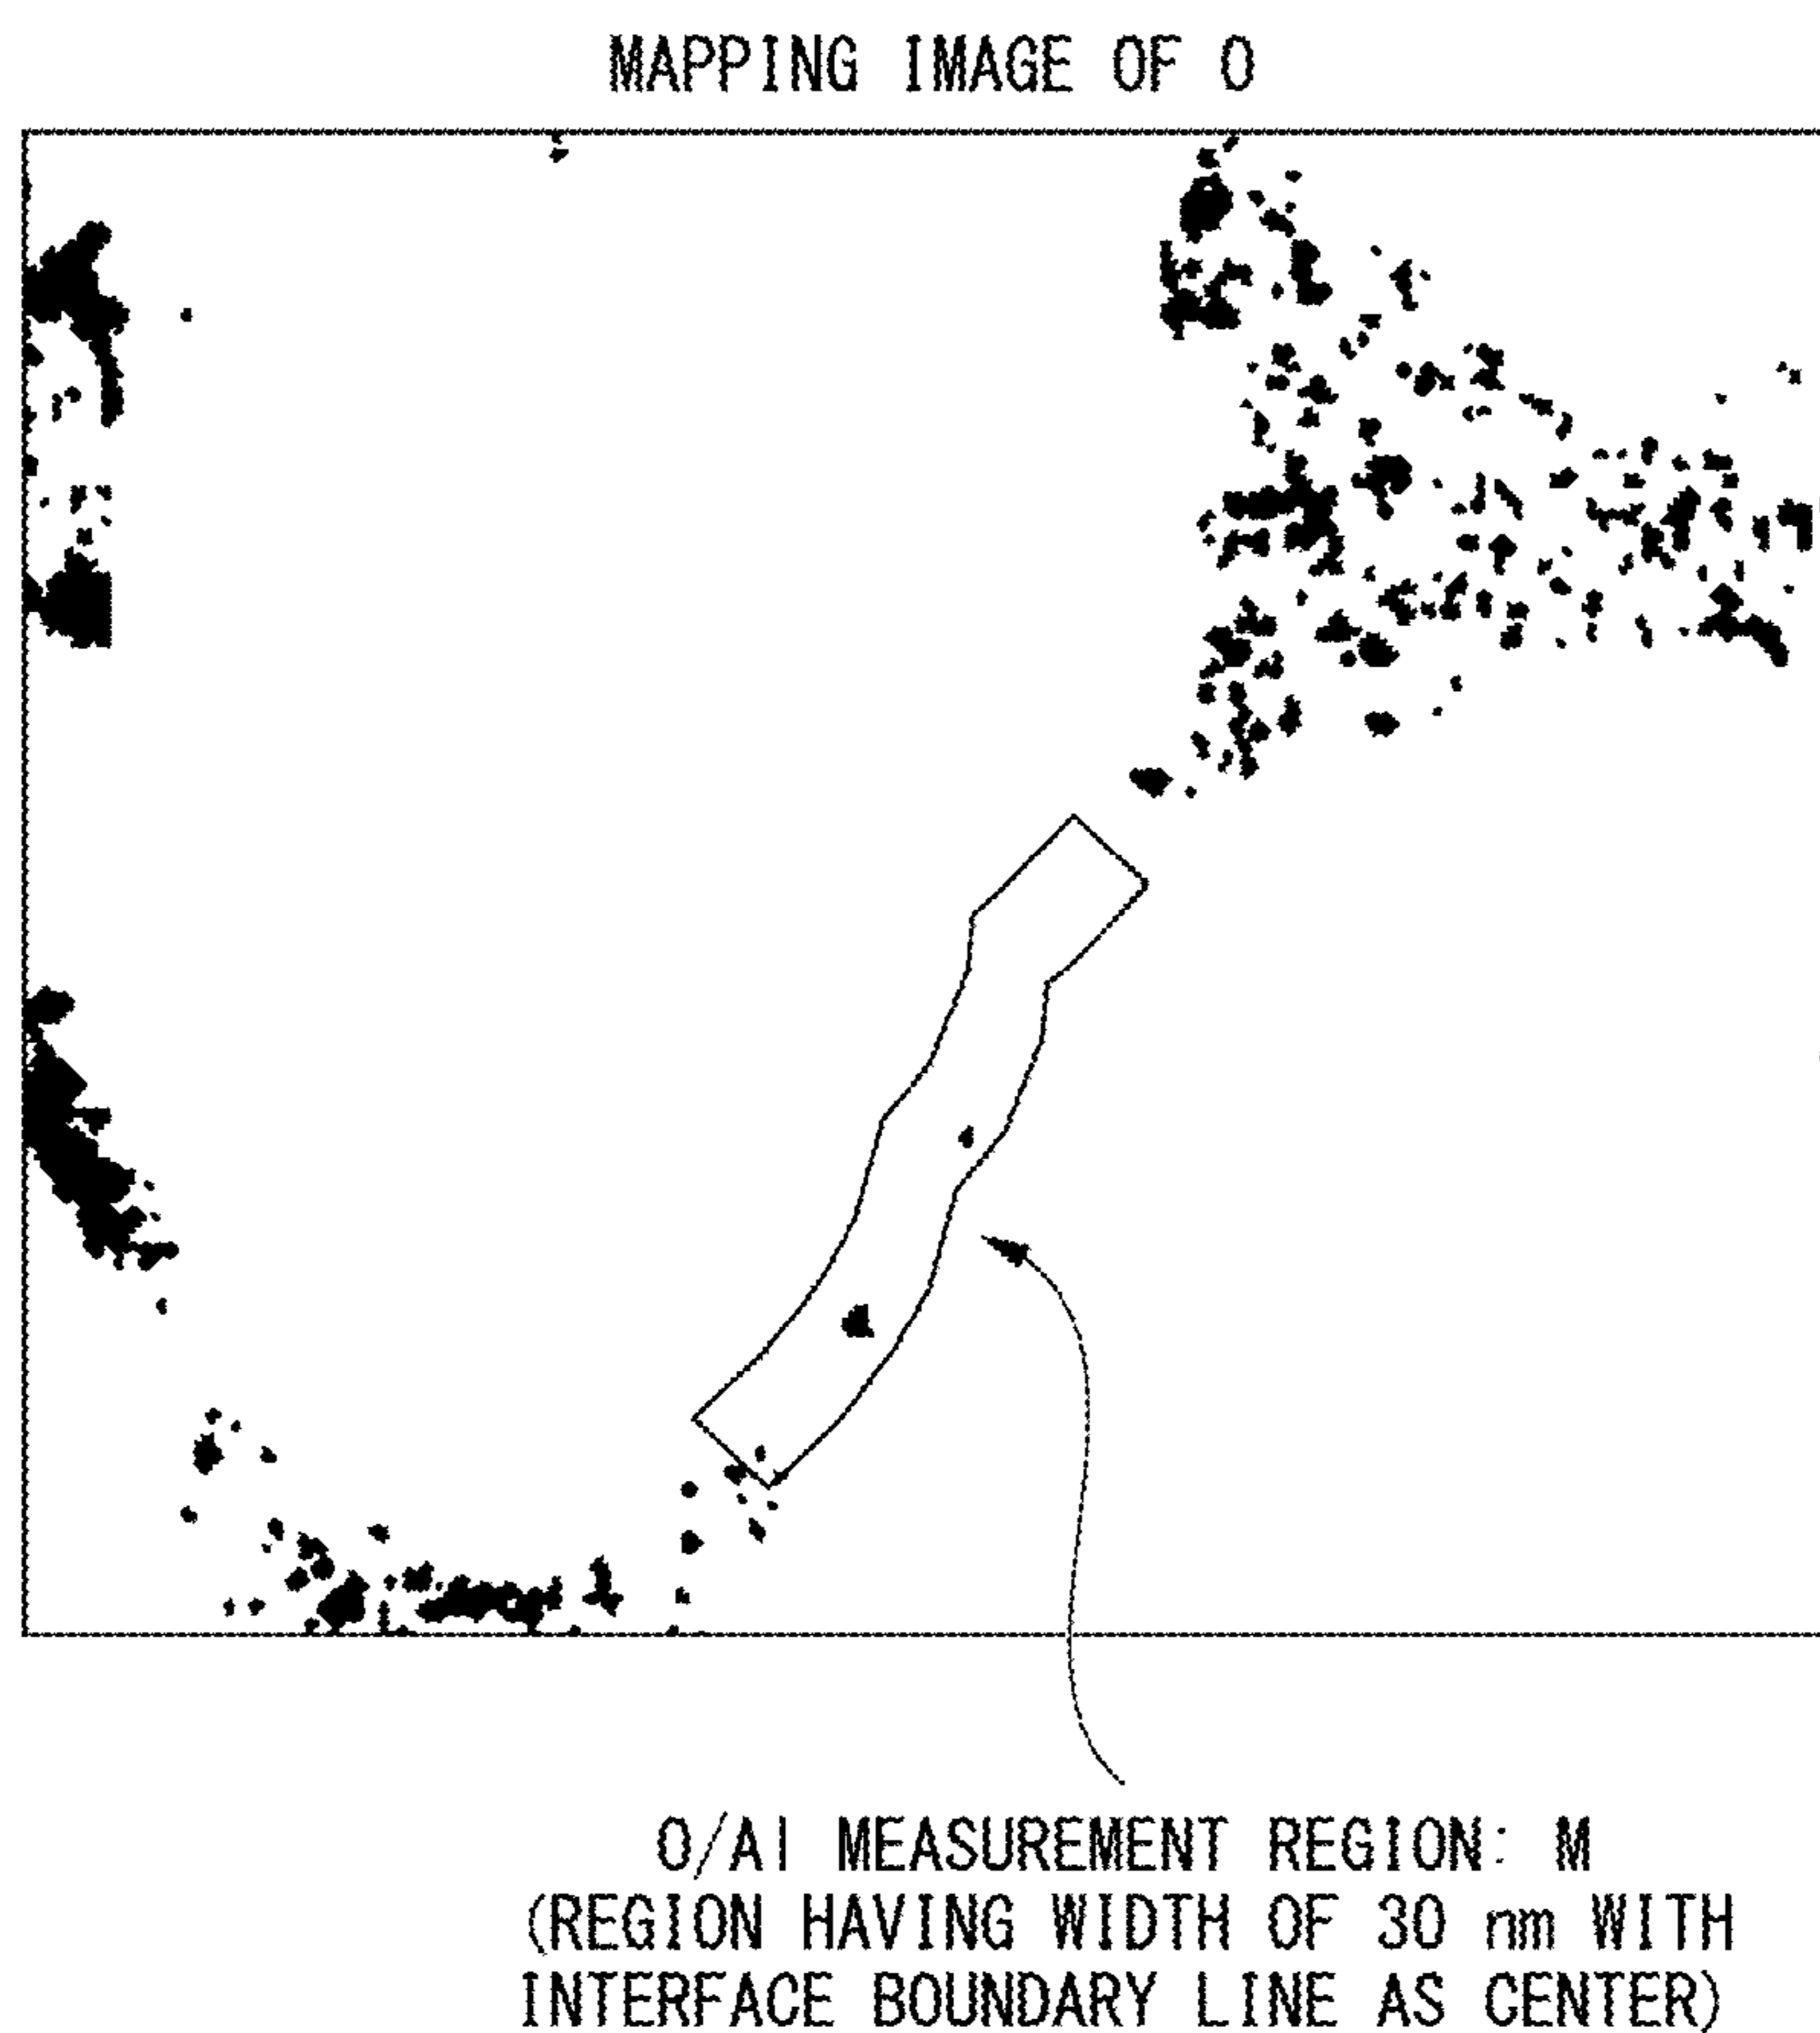 MAPPING IMAGE OF O
O/Al MEASUREMENT REGION: M
(REGION HAVING WIDTH OF 30 nm WITH
INTERFACE BOUNDARY LINE AS CENTER)